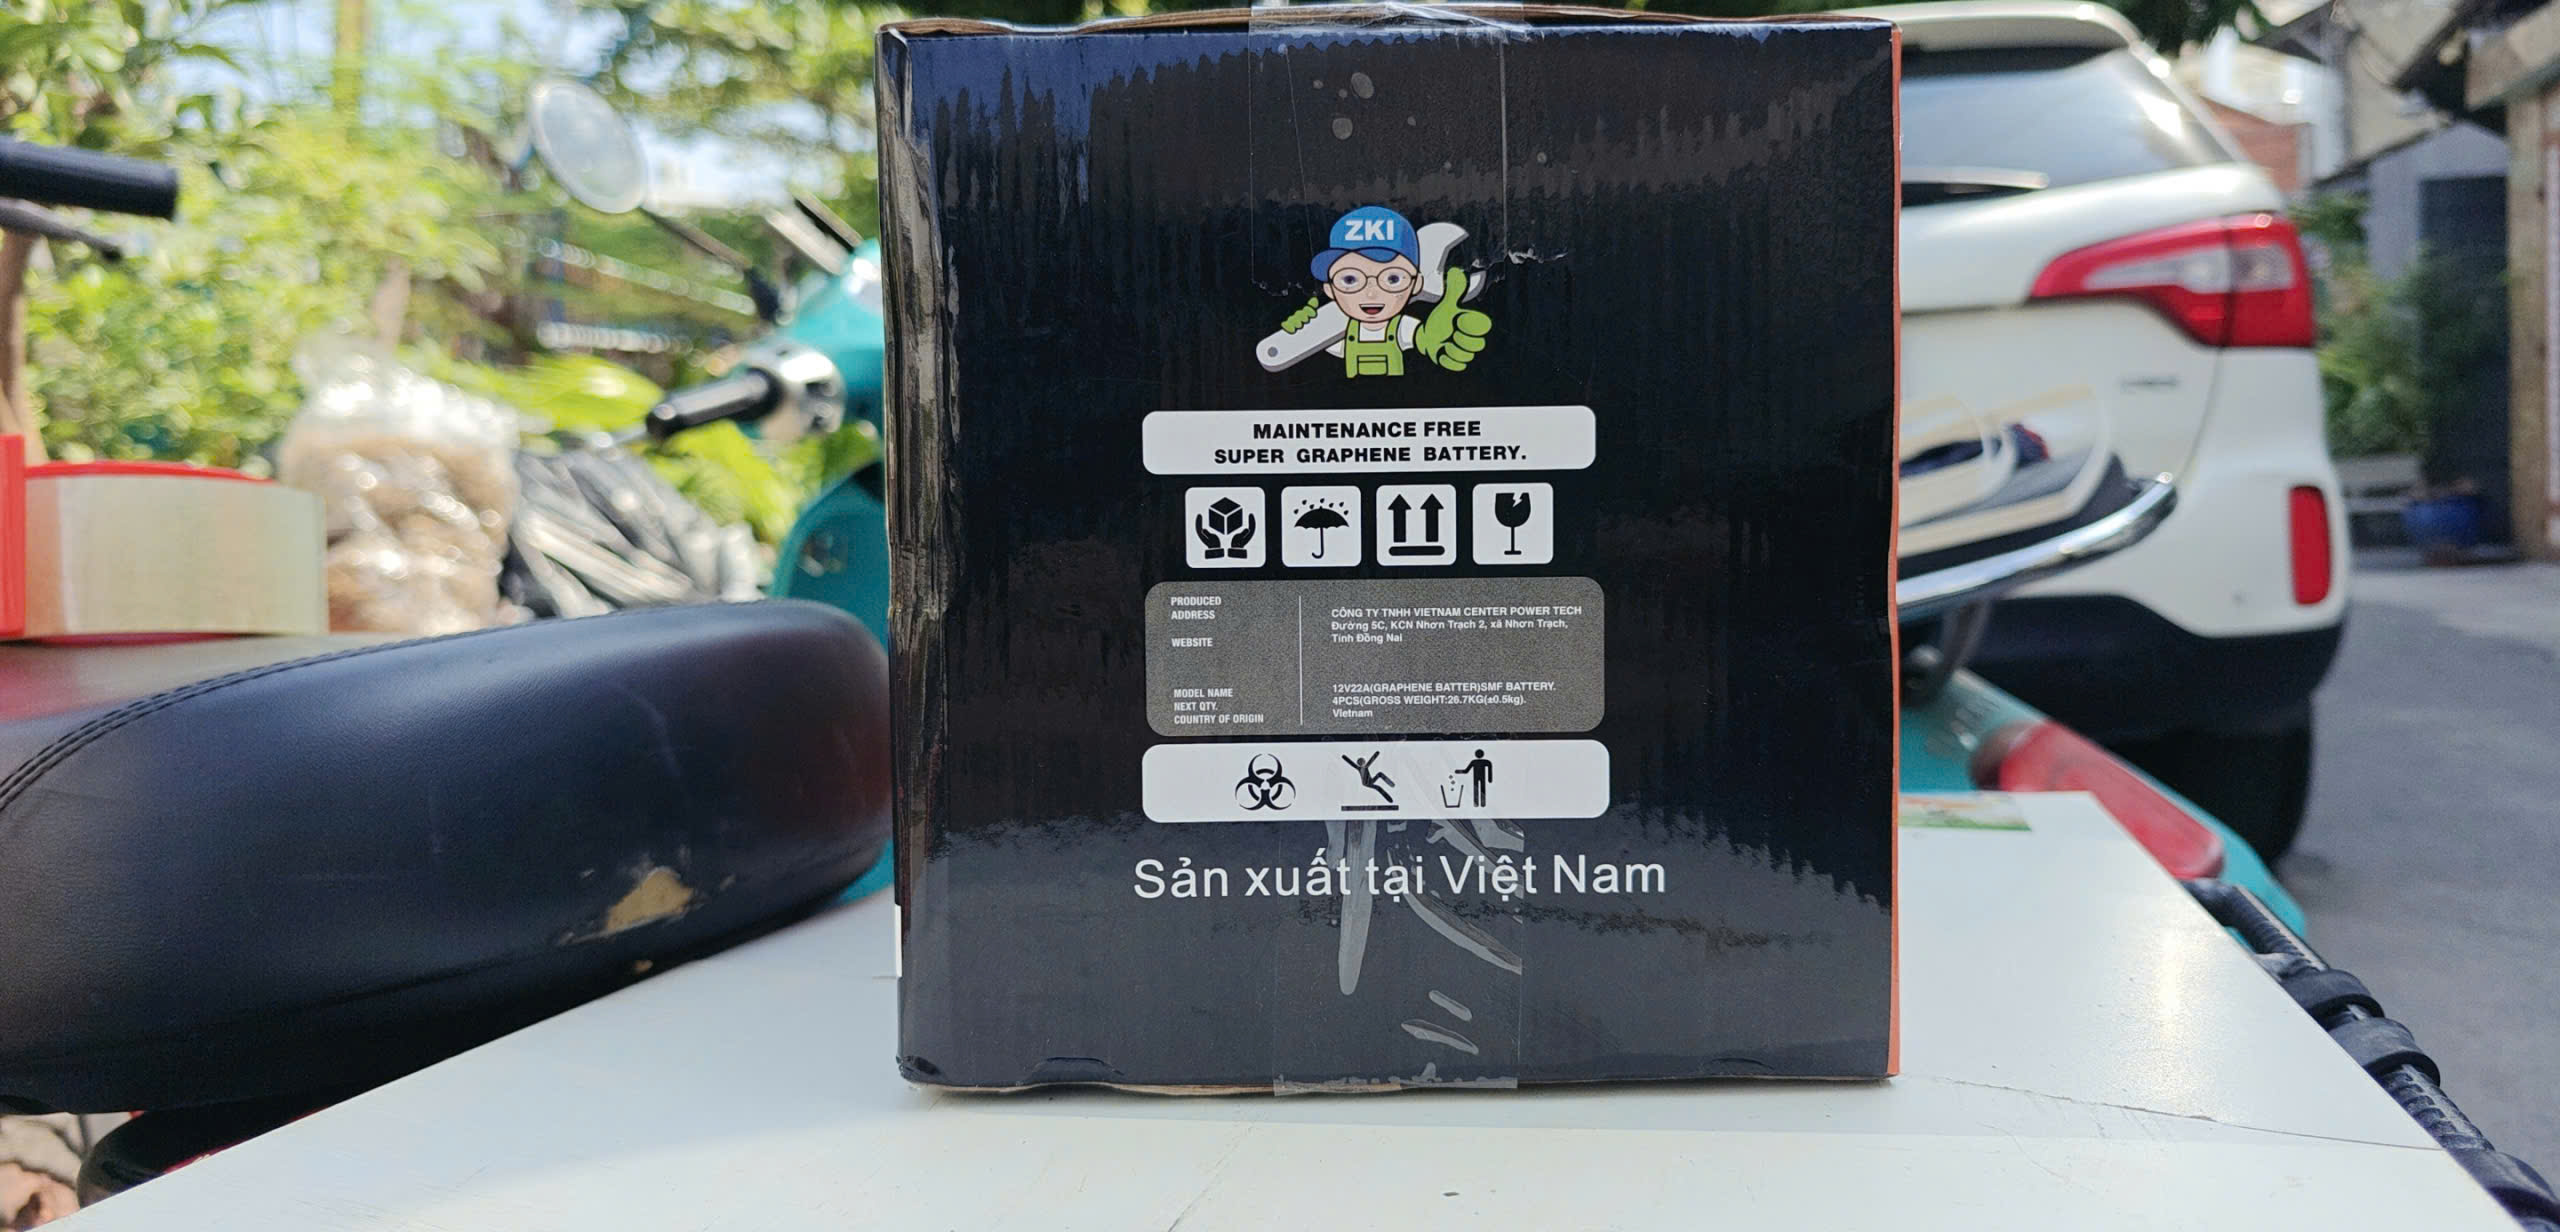 ZKI
MAINTENANCE FREE
SUPER GRAPHENE BATTERY.
PRODUCED
ADDRESS
WEBSITE
MODEL NAME
NEXT QTY.
COUNTRY OF ORIGIN
CÔNG TY TNHH VIETNAM CENTER POWER TECH
Đường 5C, KCN Nhơn Trạch 2, xã Nhơn Trạch,
Tỉnh Đồng Nai
12V22A(GRAPHENE BATTER)SMF BATTERY.
4PCS(GROSS WEIGHT:26.7KG(±0.5kg).
Vietnam
Sản xuất tại Việt Nam